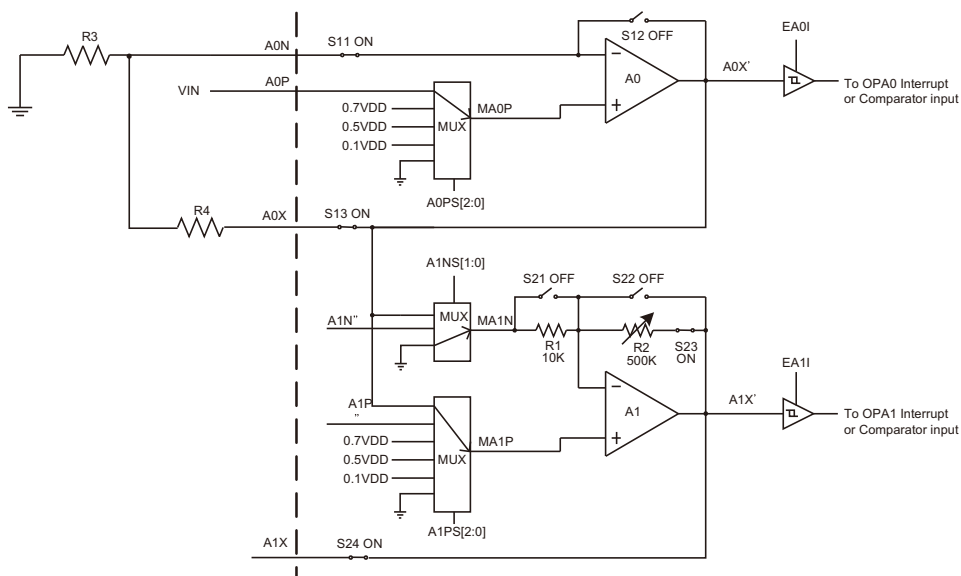 R3
A0N
S11 ON
S12 OFF
EA0I
VIN
A0P
A0
A0X'
To OPA0 Interrupt
or Comparator input
0.7VDD
0.5VDD
0.1VDD
MUX
MA0P
A0PS[2:0]
R4
A0X
S13 ON
A1NS[1:0]
S21 OFF
S22 OFF
A1N"
MUX
MA1N
R1
10K
R2
500K
S23
ON
EA1I
A1P
"
A1
A1X'
To OPA1 Interrupt
or Comparator input
0.7VDD
0.5VDD
0.1VDD
MUX
MA1P
A1PS[2:0]
A1X
S24 ON